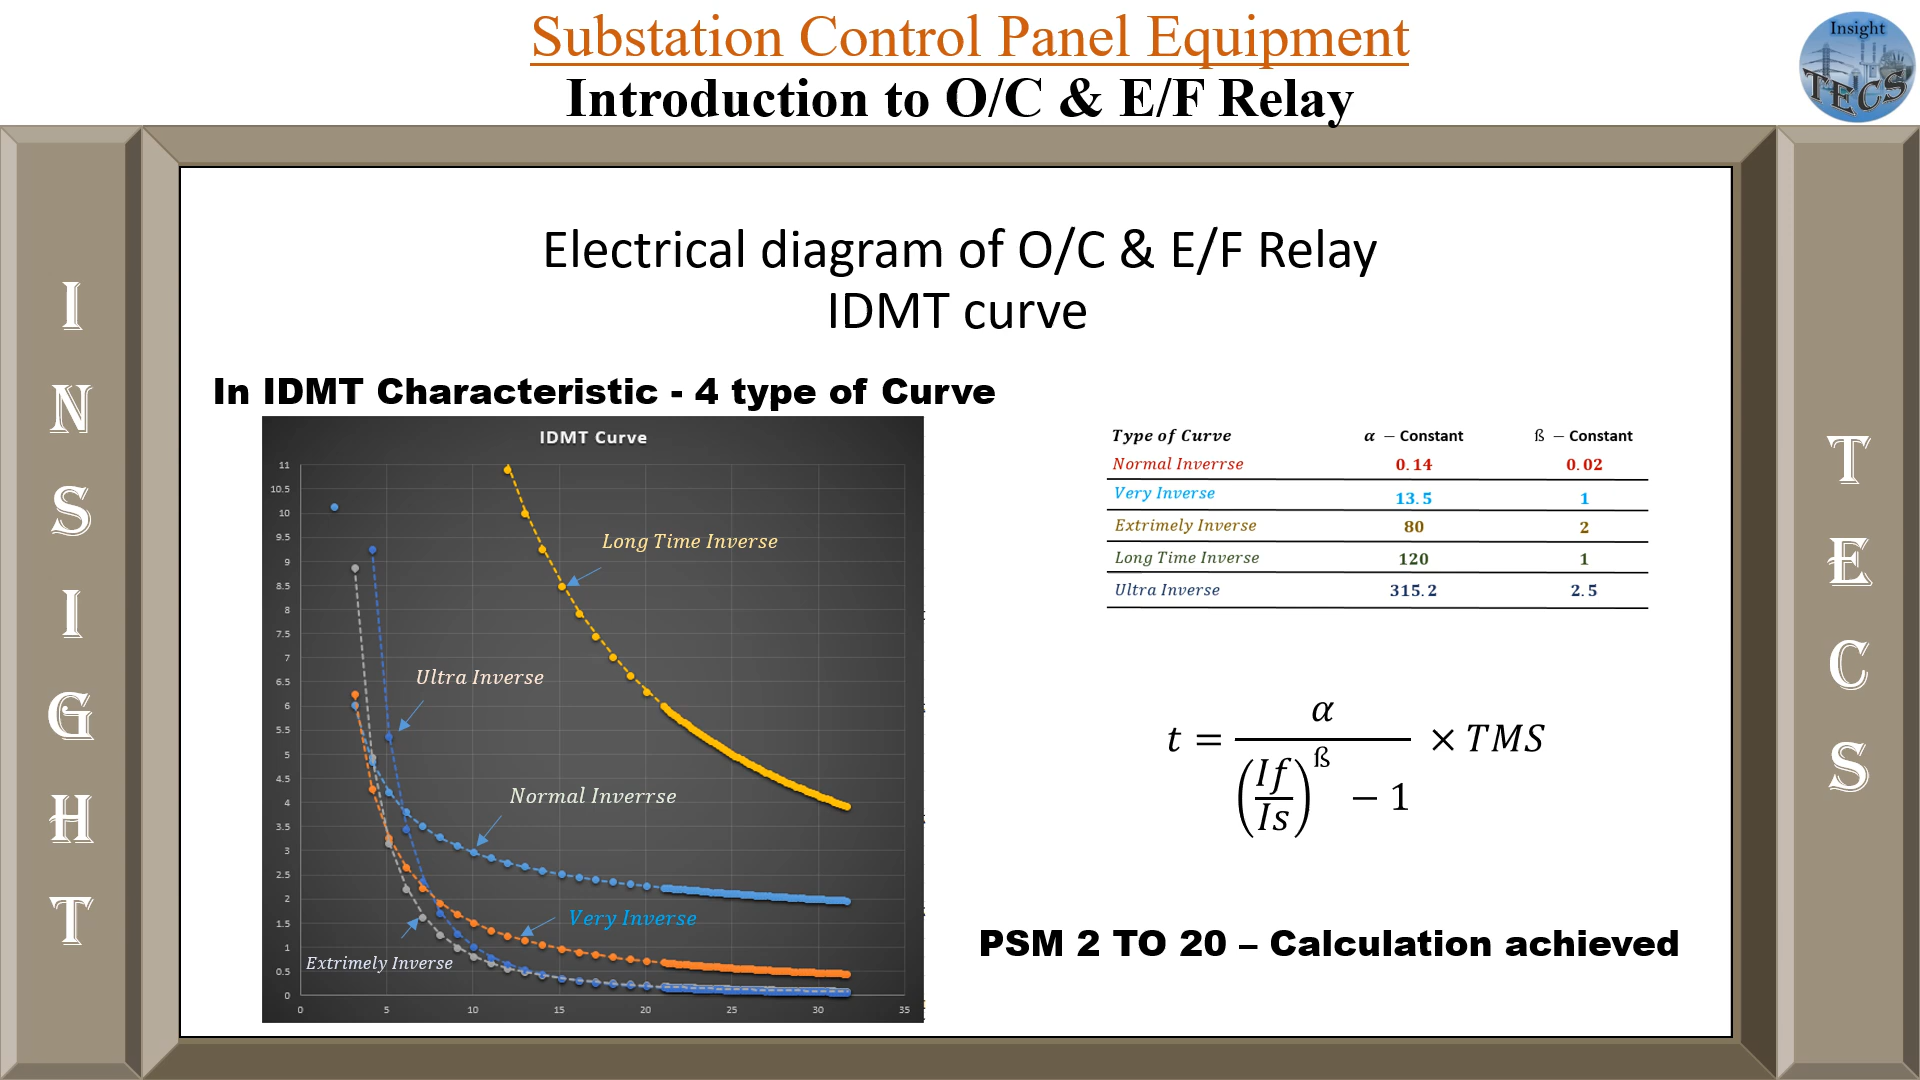 Substation Control Panel Equipment
Introduction to O/C & E/F Relay
Insight
TECS
INSIGHT
TECS
Electrical diagram of O/C & E/F Relay
IDMT curve
In IDMT Characteristic - 4 type of Curve
IDMT Curve
11
10.5
10
9.5
9
8.5
8
7.5
7
6.5
6
5.5
5
4.5
4
3.5
3
2.5
2
1.5
1
0.5
0
0 5 10 15 20 25 30 35
Long Time Inverse
Ultra Inverse
Normal Inverrse
Very Inverse
Extrimely Inverse
Type of Curve α − Constant ß − Constant
Normal Inverrse 0.14 0.02
Very Inverse 13.5 1
Extrimely Inverse 80 2
Long Time Inverse 120 1
Ultra Inverse 315.2 2.5
t = α / ((If/Is)^ß − 1) × TMS
PSM 2 TO 20 – Calculation achieved